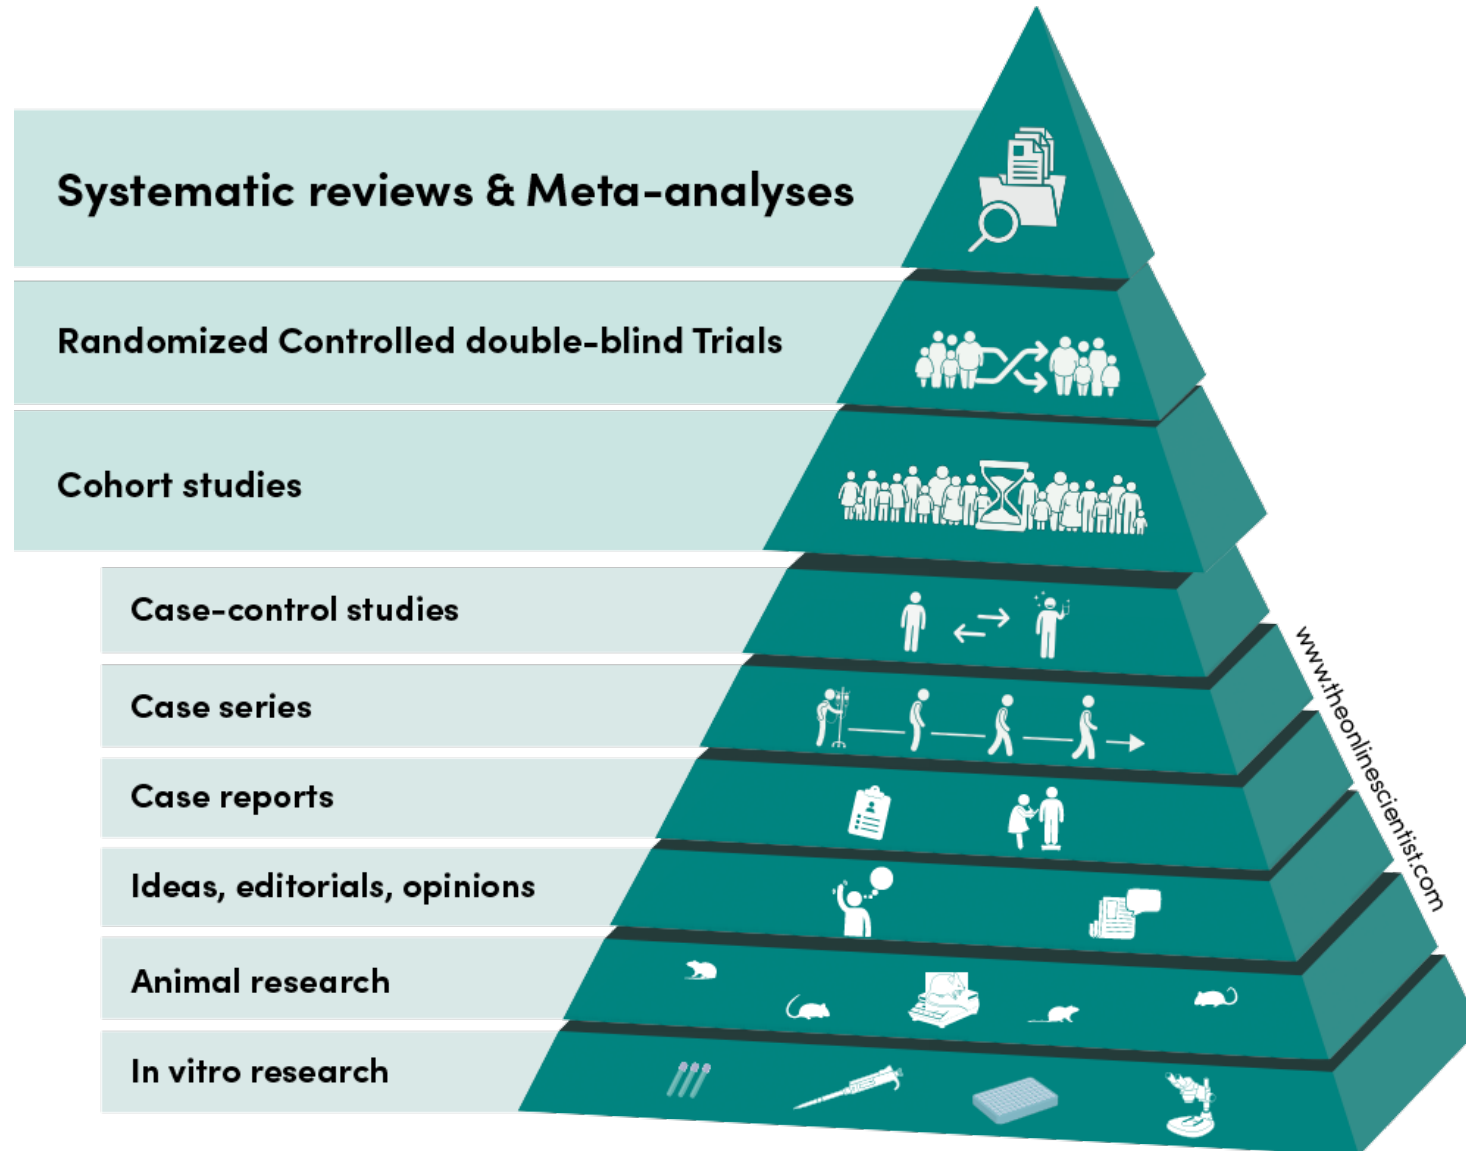 Systematic reviews & Meta-analyses
Randomized Controlled double-blind Trials
Cohort studies
Case-control studies
Case series
Case reports
Ideas, editorials, opinions
Animal research
In vitro research
www.theonlinescientist.com